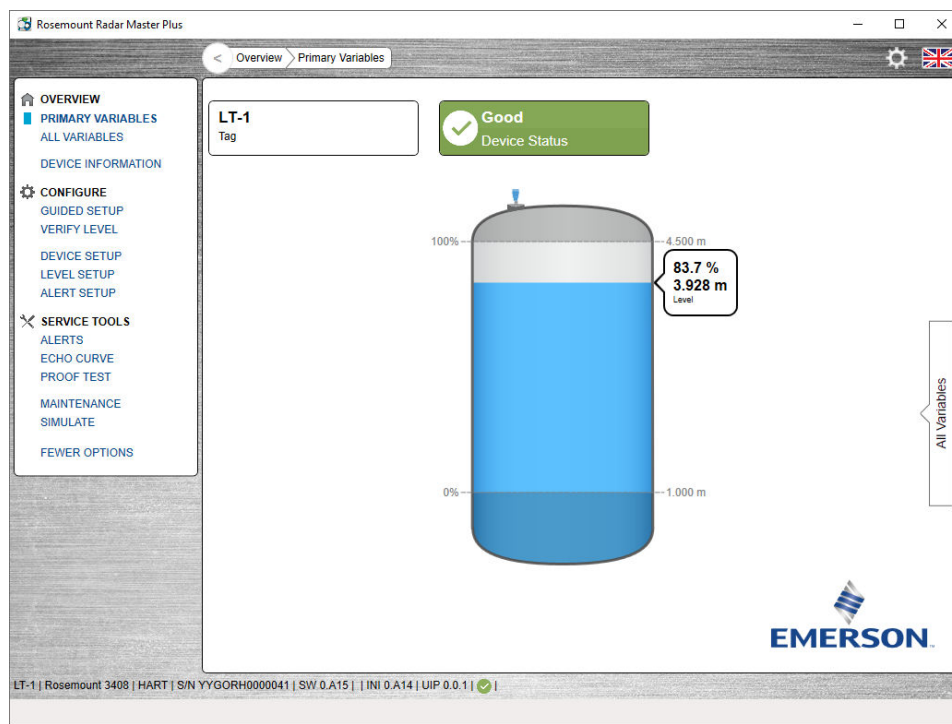 Rosemount Radar Master Plus
< Overview Primary Variables
OVERVIEW
PRIMARY VARIABLES
ALL VARIABLES
DEVICE INFORMATION
CONFIGURE
GUIDED SETUP
VERIFY LEVEL
DEVICE SETUP
LEVEL SETUP
ALERT SETUP
SERVICE TOOLS
ALERTS
ECHO CURVE
PROOF TEST
MAINTENANCE
SIMULATE
FEWER OPTIONS
LT-1
Tag
Good
Device Status
100%
4.500 m
83.7 %
3.928 m
Level
0%
1.000 m
All Variables
EMERSON
LT-1 | Rosemount 3408 | HART | S/N YYGORH0000041 | SW 0.A15 | | INI 0.A14 | UIP 0.0.1 | |